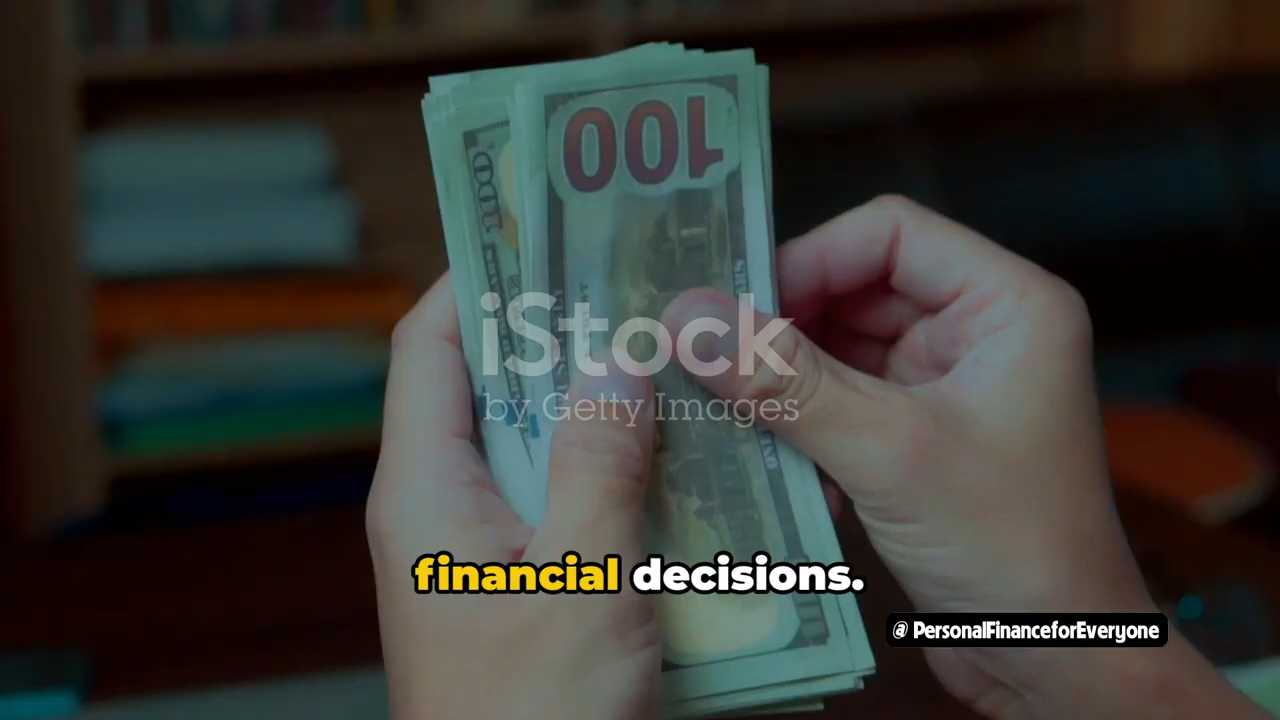 100
iStock
by Getty Images
financial decisions.
@ PersonalFinanceforEveryone